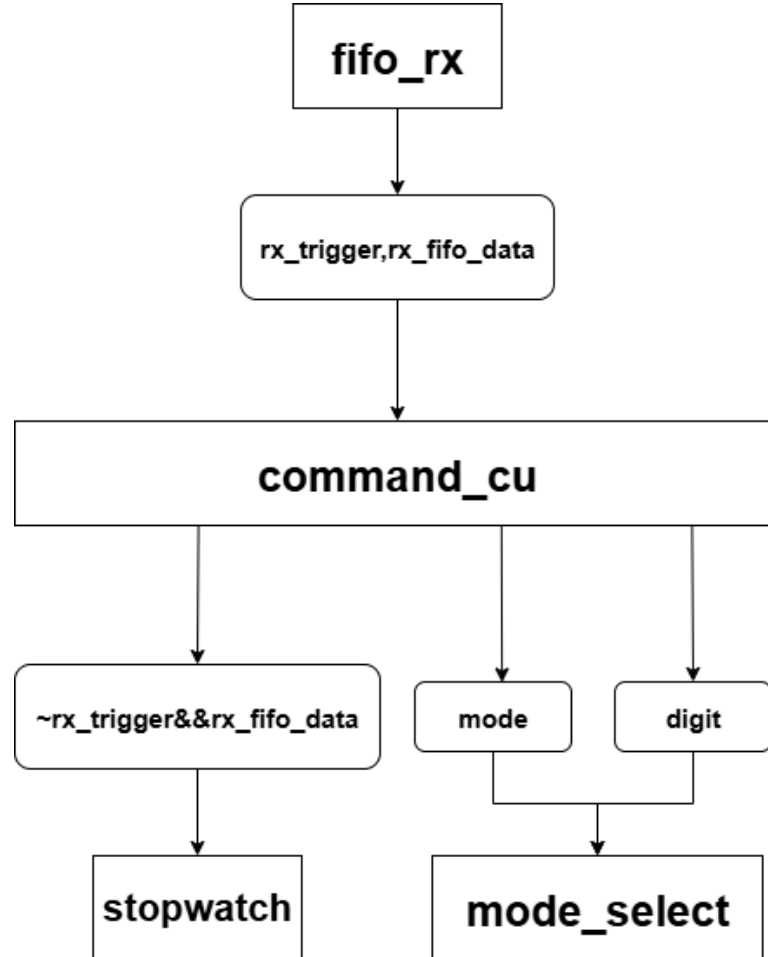 fifo_rx
rx_trigger,rx_fifo_data
command_cu
~rx_trigger&&rx_fifo_data
mode
digit
stopwatch
mode_select